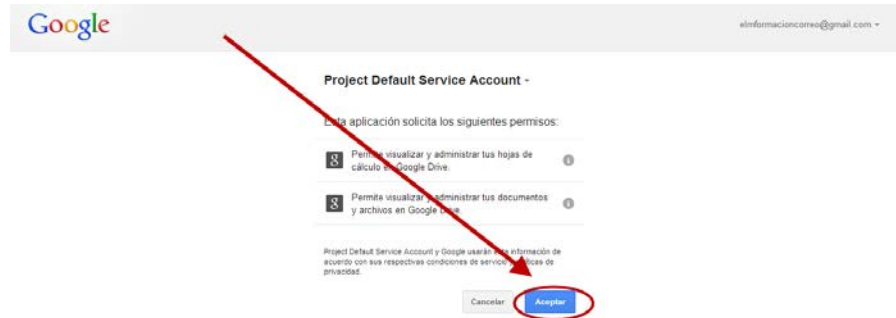 Google
elmformacioncorreo@gmail.com
Project Default Service Account
Esta aplicación solicita los siguientes permisos:
Permite visualizar y administrar tus hojas de
cálculo en Google Drive.
Permite visualizar y administrar tus documentos
y archivos en Google Drive.
Project Default Service Account y Google usarán esta información de
acuerdo con sus respectivas condiciones de servicio y políticas de
privacidad.
Cancelar
Aceptar